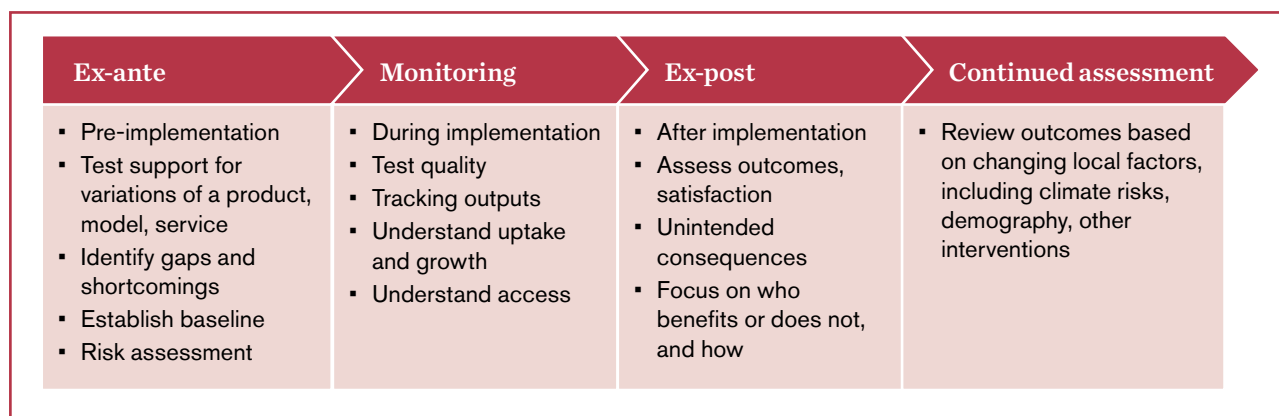 Ex-ante
Monitoring
Ex-post
Continued assessment
▪ Pre-implementation
▪ Test support for
variations of a product,
model, service
▪ Identify gaps and
shortcomings
▪ Establish baseline
▪ Risk assessment
▪ During implementation
▪ Test quality
▪ Tracking outputs
▪ Understand uptake
and growth
▪ Understand access
▪ After implementation
▪ Assess outcomes,
satisfaction
▪ Unintended
consequences
▪ Focus on who
benefits or does not,
and how
▪ Review outcomes based
on changing local factors,
including climate risks,
demography, other
interventions